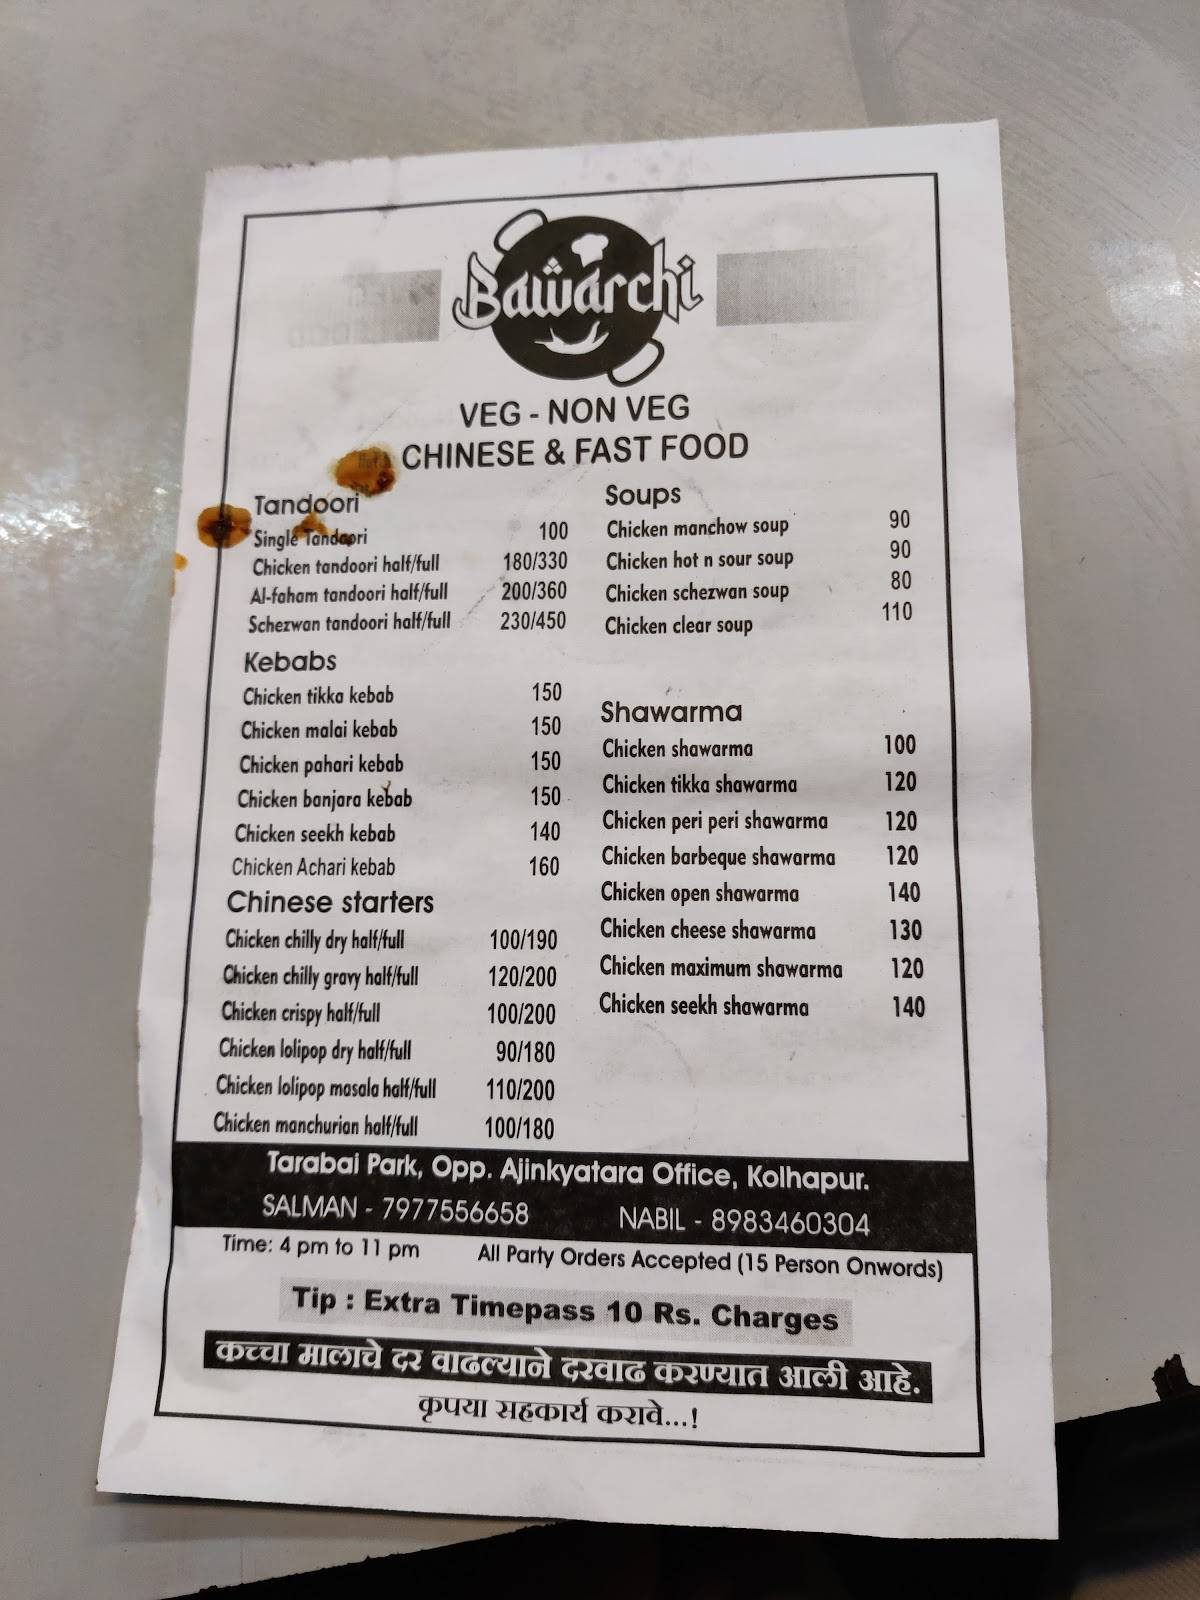 Bawarchi
VEG - NON VEG
CHINESE & FAST FOOD
Tandoori
Single Tandoori 100
Chicken tandoori half/full 180/330
Al-faham tandoori half/full 200/360
Schezwan tandoori half/full 230/450
Kebabs
Chicken tikka kebab 150
Chicken malai kebab 150
Chicken pahari kebab 150
Chicken banjara kebab 150
Chicken seekh kebab 140
Chicken Achari kebab 160
Chinese starters
Chicken chilly dry half/full 100/190
Chicken chilly gravy half/full 120/200
Chicken crispy half/full 100/200
Chicken lolipop dry half/full 90/180
Chicken lolipop masala half/full 110/200
Chicken manchurian half/full 100/180
Soups
Chicken manchow soup 90
Chicken hot n sour soup 90
Chicken schezwan soup 80
Chicken clear soup 110
Shawarma
Chicken shawarma 100
Chicken tikka shawarma 120
Chicken peri peri shawarma 120
Chicken barbeque shawarma 120
Chicken open shawarma 140
Chicken cheese shawarma 130
Chicken maximum shawarma 120
Chicken seekh shawarma 140
Tarabai Park, Opp. Ajinkyatara Office, Kolhapur.
SALMAN - 7977556658 NABIL - 8983460304
Time: 4 pm to 11 pm All Party Orders Accepted (15 Person Onwords)
Tip : Extra Timepass 10 Rs. Charges
कच्चा मालाचे दर वाढल्याने दरवाढ करण्यात आली आहे.
कृपया सहकार्य करावे...!